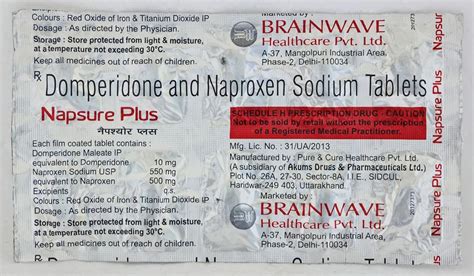 Colours : Red Oxide of Iron & Titanium Dioxide IP
Dosage : As directed by the Physician.
Storage : Store protected from light & moisture,
at a temperature not exceeding 30°C.
Keep all medicines out of reach of children.
Marketed by :
BRAINWAVE
Healthcare Pvt. Ltd.
A-37, Mangolpuri Industrial Area,
Phase-2, Delhi-110034
Napsure Plus
Rx
Domperidone and Naproxen Sodium Tablets
Napsure Plus
नैपश्योर प्लस
Each film coated tablet contains :
Domperidone Maleate IP
equivalent to Domperidone 10 mg
Naproxen Sodium USP 550 mg
equivalent to Naproxen 500 mg
Excipients q.s.
Colours : Red Oxide of Iron & Titanium Dioxide IP
Dosage : As directed by the Physician.
Storage : Store protected from light & moisture,
at a temperature not exceeding 30°C.
Keep all medicines out of reach of children.
SCHEDULE H PRESCRIPTION DRUG - CAUTION
Not to be sold by retail without the prescription
of a Registered Medical Practitioner.
Mfg. Lic. No. : 31/UA/2013
Manufactured by : Pure & Cure Healthcare Pvt. Ltd.
(A subsidiary of Akums Drugs & Pharmaceuticals Ltd.)
Plot No. 26A, 27-30, Sector-8A, I.I.E., SIDCUL,
Haridwar-249 403, Uttarakhand.
Marketed by :
BRAINWAVE
Healthcare Pvt. Ltd.
A-37, Mangolpuri Industrial Area,
Phase-2, Delhi-110034
Napsure Plus